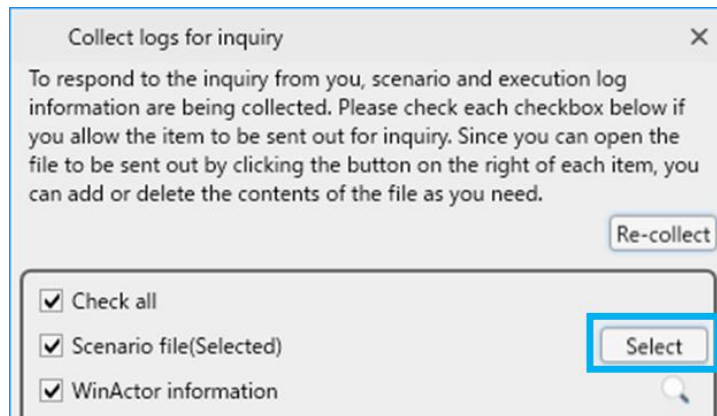 Collect logs for inquiry
To respond to the inquiry from you, scenario and execution log
information are being collected. Please check each checkbox below if
you allow the item to be sent out for inquiry. Since you can open the
file to be sent out by clicking the button on the right of each item, you
can add or delete the contents of the file as you need.
Re-collect
Check all
Scenario file(Selected)
Select
WinActor information